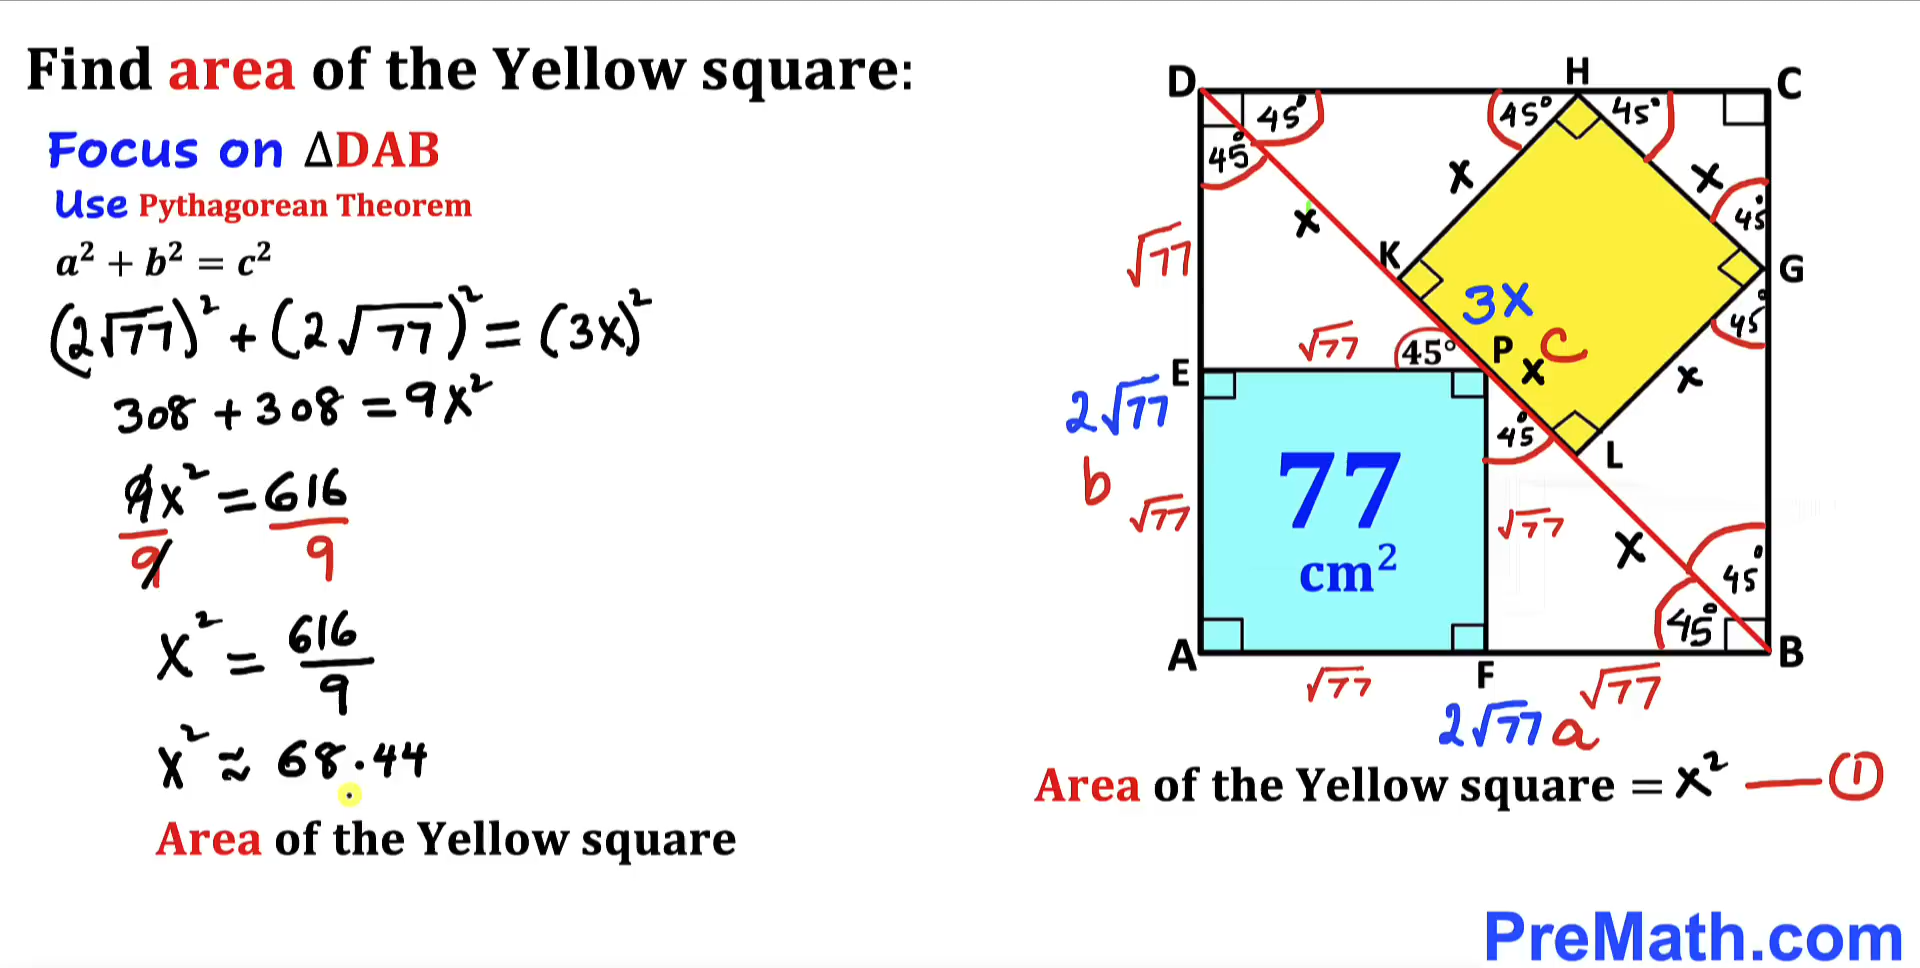 Find area of the Yellow square:
Focus on ΔDAB
Use Pythagorean Theorem
a² + b² = c²
(2√77)² + (2√77)² = (3x)²
308 + 308 = 9x²
9x² = 616
9 9
x² = 616/9
x² ≈ 68.44
Area of the Yellow square
H
D C
45° 45° 45°
45°
x x
45°
x
√77
K G
3x
45°
√77 45° P C
x x
E
2√77
45°
L
77
b
√77 √77
x
cm²
45°
45°
A B
√77 F √77
2√77 a
Area of the Yellow square = x² — ①
PreMath.com